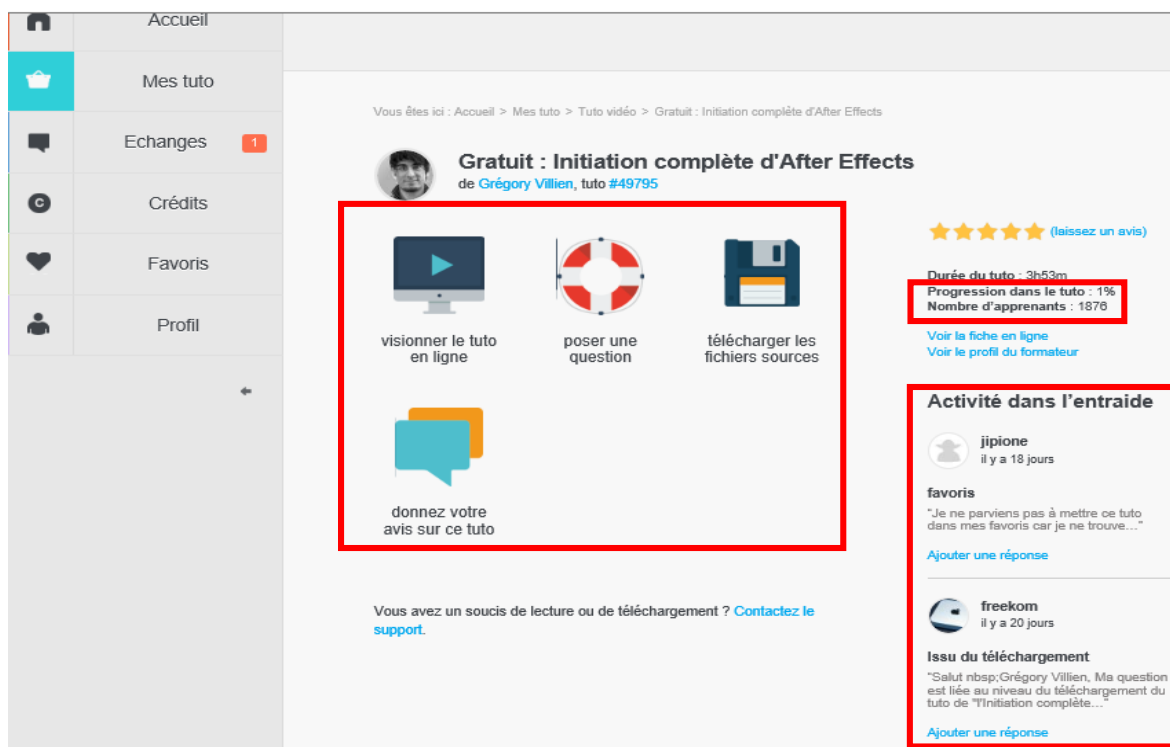 Accueil
Mes tuto
Echanges 1
Crédits
Favoris
Profil
Vous êtes ici : Accueil > Mes tuto > Tuto vidéo > Gratuit : Initiation complète d'After Effects
Gratuit : Initiation complète d'After Effects
de Grégory Villien, tuto #49795
visionner le tuto
en ligne
poser une
question
télécharger les
fichiers sources
donnez votre
avis sur ce tuto
Vous avez un soucis de lecture ou de téléchargement ? Contactez le
support.
(laissez un avis)
Durée du tuto : 3h53m
Progression dans le tuto : 1%
Nombre d'apprenants : 1876
Voir la fiche en ligne
Voir le profil du formateur
Activité dans l'entraide
jipione
il y a 18 jours
favoris
"Je ne parviens pas à mettre ce tuto
dans mes favoris car je ne trouve..."
Ajouter une réponse
freekom
il y a 20 jours
Issu du téléchargement
"Salut nbsp;Grégory Villien, Ma question
est liée au niveau du téléchargement du
tuto de "l'Initiation complète..."
Ajouter une réponse